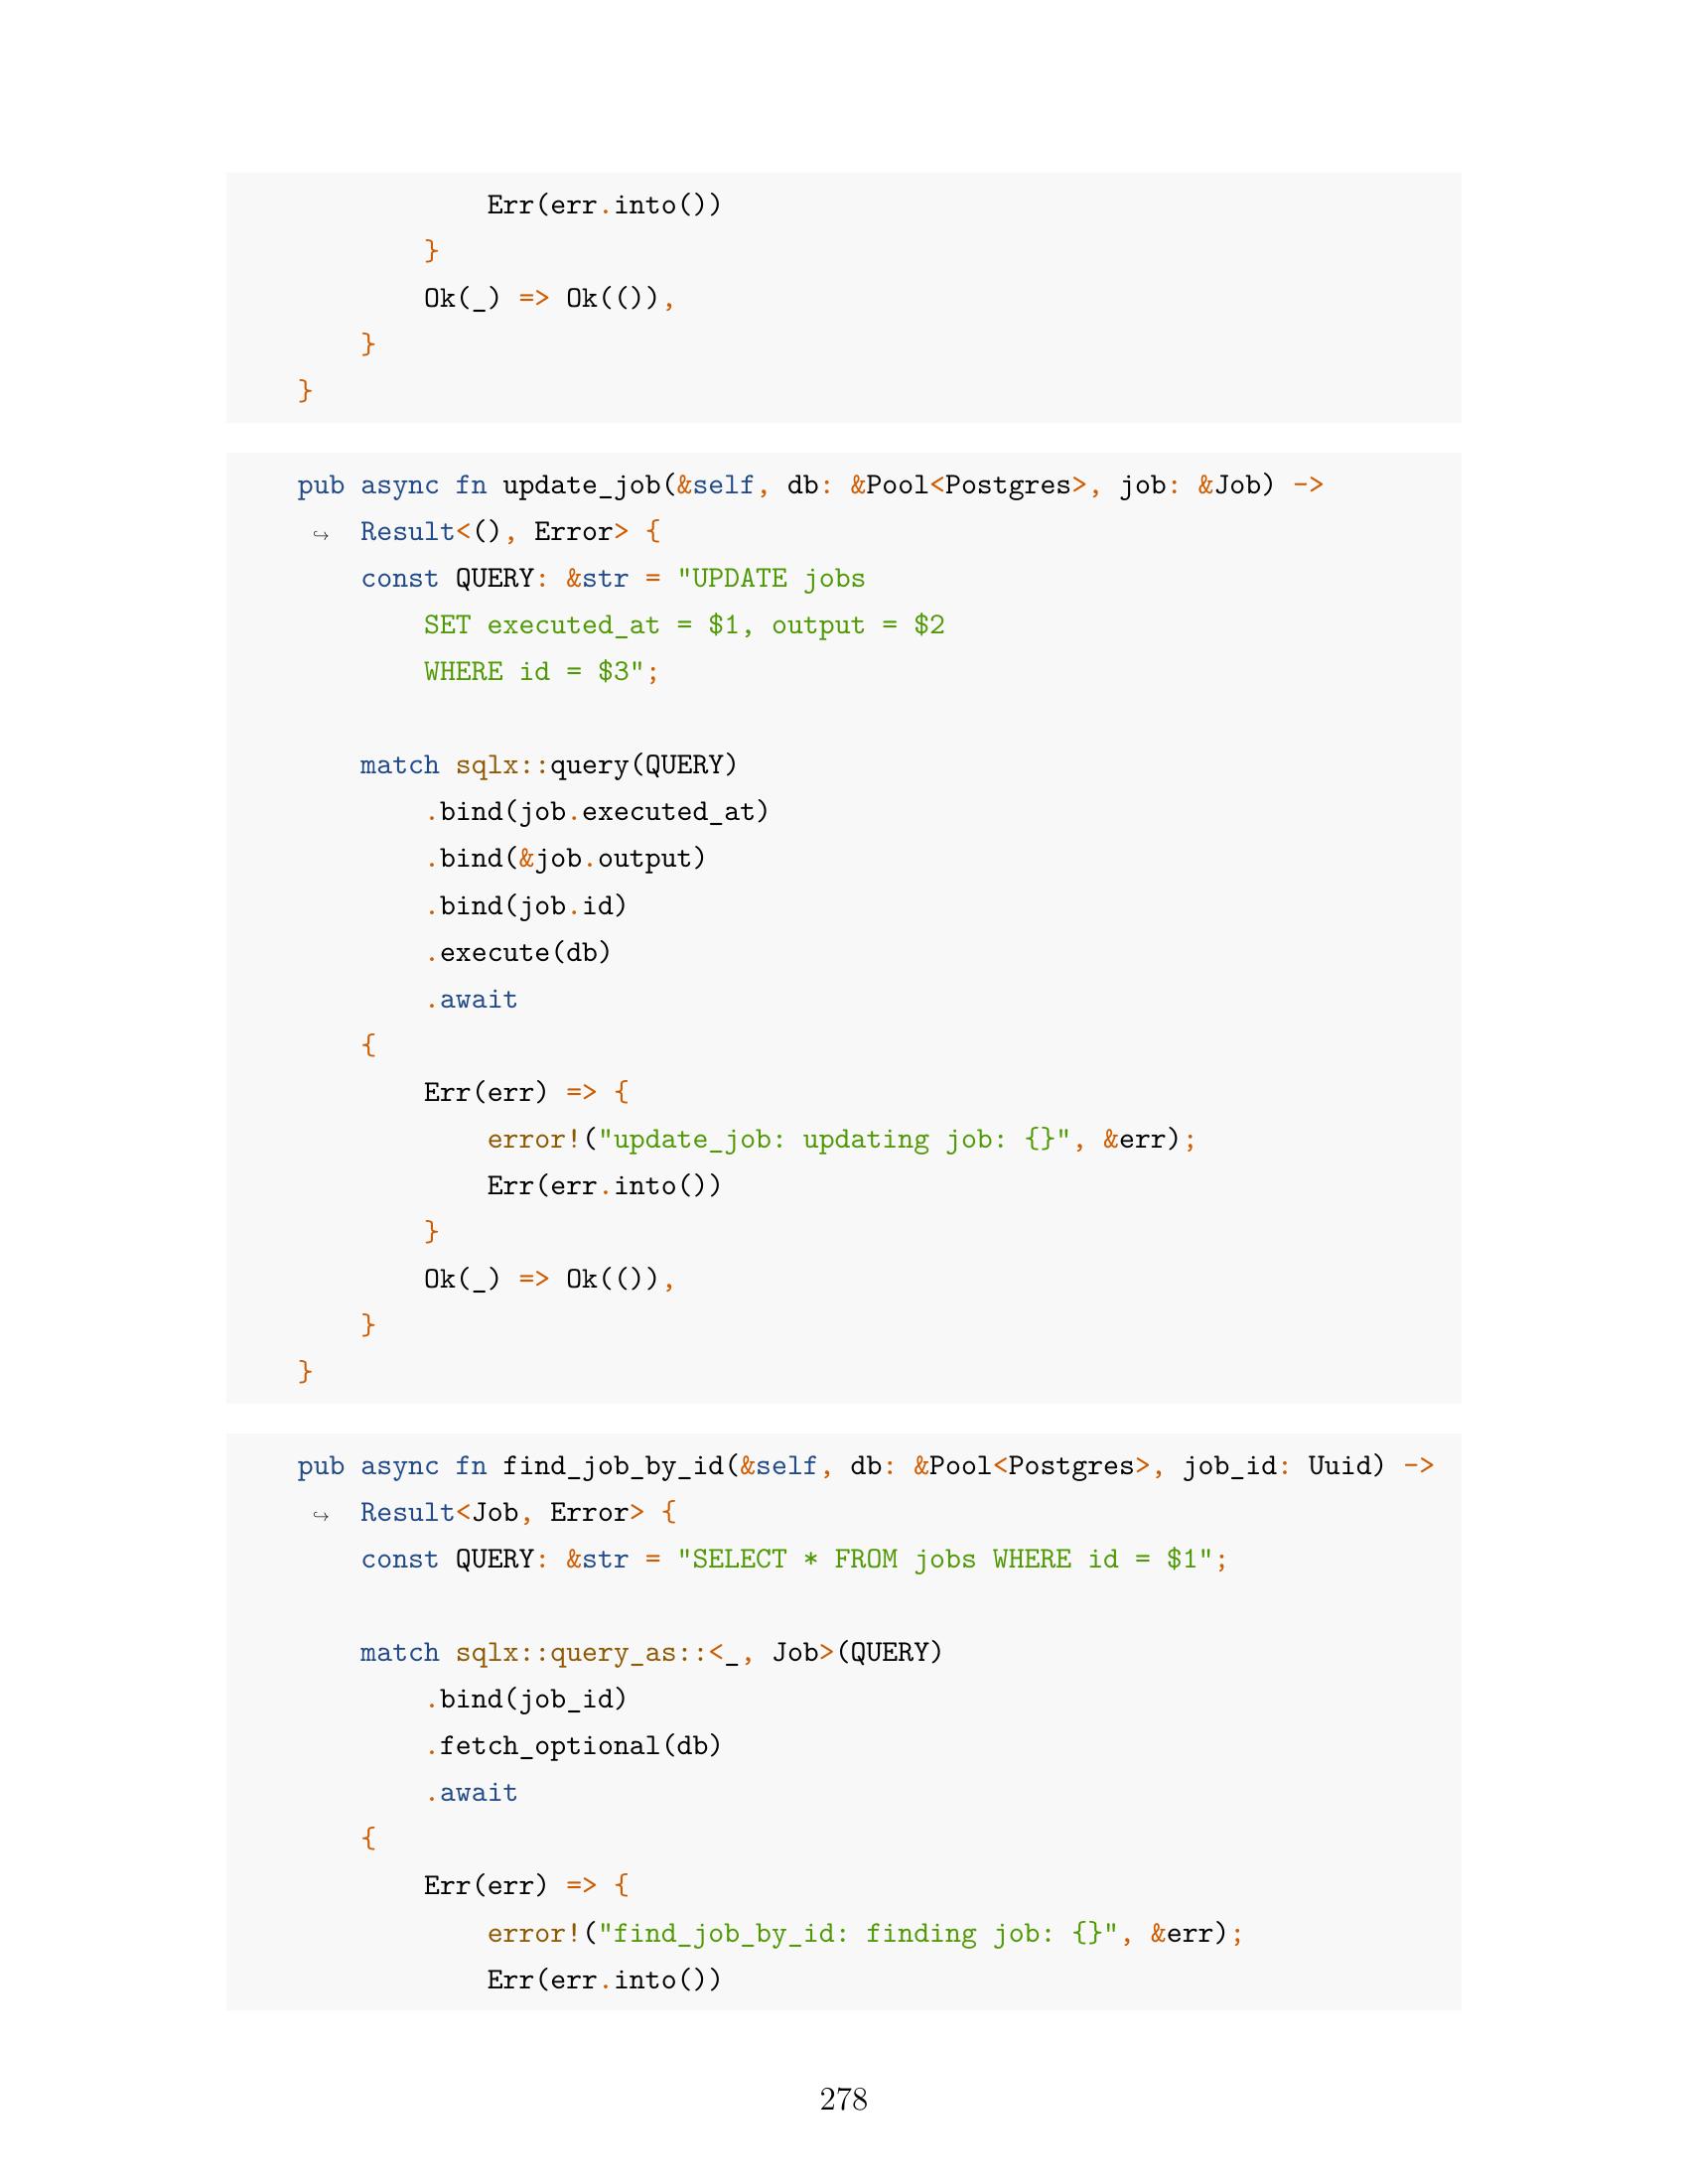 Err(err.into())
            }
            Ok(_) => Ok(()),
        }
    }
    pub async fn update_job(&self, db: &Pool<Postgres>, job: &Job) ->
     ↪  Result<(), Error> {
        const QUERY: &str = "UPDATE jobs
            SET executed_at = $1, output = $2
            WHERE id = $3";

        match sqlx::query(QUERY)
            .bind(job.executed_at)
            .bind(&job.output)
            .bind(job.id)
            .execute(db)
            .await
        {
            Err(err) => {
                error!("update_job: updating job: {}", &err);
                Err(err.into())
            }
            Ok(_) => Ok(()),
        }
    }
    pub async fn find_job_by_id(&self, db: &Pool<Postgres>, job_id: Uuid) ->
     ↪  Result<Job, Error> {
        const QUERY: &str = "SELECT * FROM jobs WHERE id = $1";

        match sqlx::query_as::<_, Job>(QUERY)
            .bind(job_id)
            .fetch_optional(db)
            .await
        {
            Err(err) => {
                error!("find_job_by_id: finding job: {}", &err);
                Err(err.into())
278